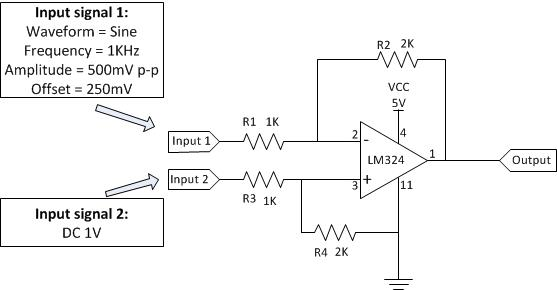 Input signal 1:
Waveform = Sine
Frequency = 1KHz
Amplitude = 500mV p-p
Offset = 250mV
R2 2K
VCC
5V
R1 1K
4
Input 1
2
-
LM324
1
Output
Input 2
+
3
11
R3 1K
Input signal 2:
DC 1V
R4 2K